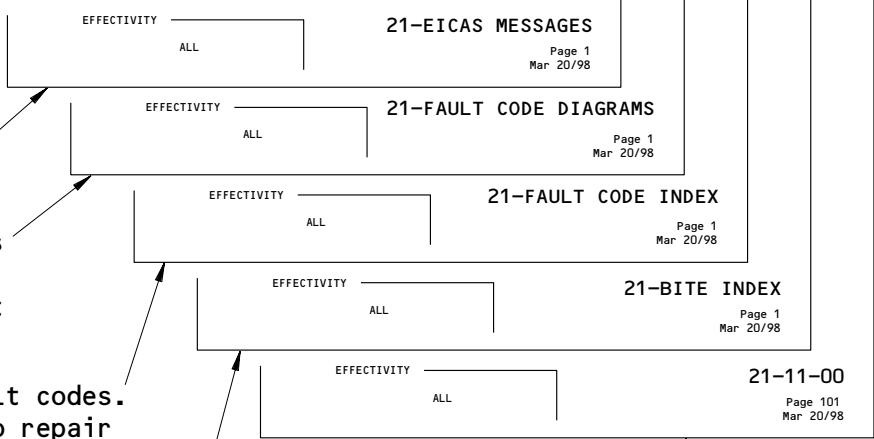 EFFECTIVITY
ALL
21-EICAS MESSAGES
Page 1
Mar 20/98
EFFECTIVITY
ALL
21-FAULT CODE DIAGRAMS
Page 1
Mar 20/98
EFFECTIVITY
ALL
21-FAULT CODE INDEX
Page 1
Mar 20/98
EFFECTIVITY
ALL
21-BITE INDEX
Page 1
Mar 20/98
codes.
repair
EFFECTIVITY
ALL
21-11-00
Page 101
Mar 20/98